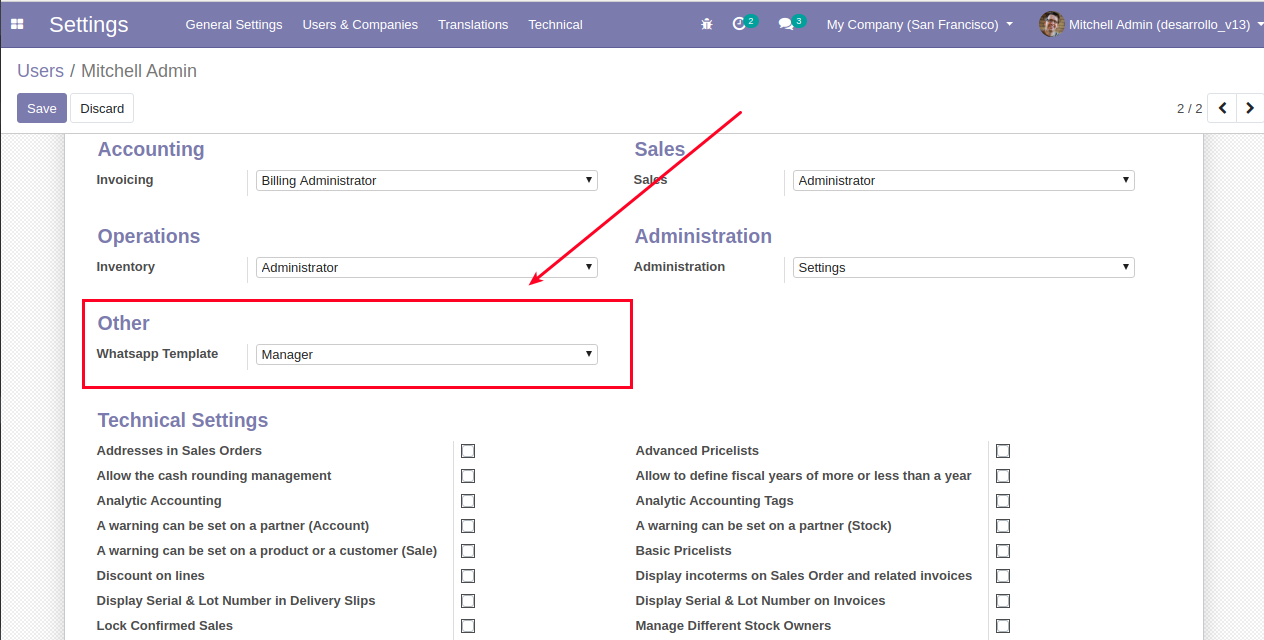 Settings General Settings Users & Companies Translations Technical 2 3 My Company (San Francisco) Mitchell Admin (desarrollo_v13)
Users / Mitchell Admin
Save Discard 2 / 2
Accounting Sales
Invoicing Billing Administrator Sales Administrator
Operations Administration
Inventory Administrator Administration Settings
Other
Whatsapp Template Manager
Technical Settings
Addresses in Sales Orders Advanced Pricelists
Allow the cash rounding management Allow to define fiscal years of more or less than a year
Analytic Accounting Analytic Accounting Tags
A warning can be set on a partner (Account) A warning can be set on a partner (Stock)
A warning can be set on a product or a customer (Sale) Basic Pricelists
Discount on lines Display incoterms on Sales Order and related invoices
Display Serial & Lot Number in Delivery Slips Display Serial & Lot Number on Invoices
Lock Confirmed Sales Manage Different Stock Owners